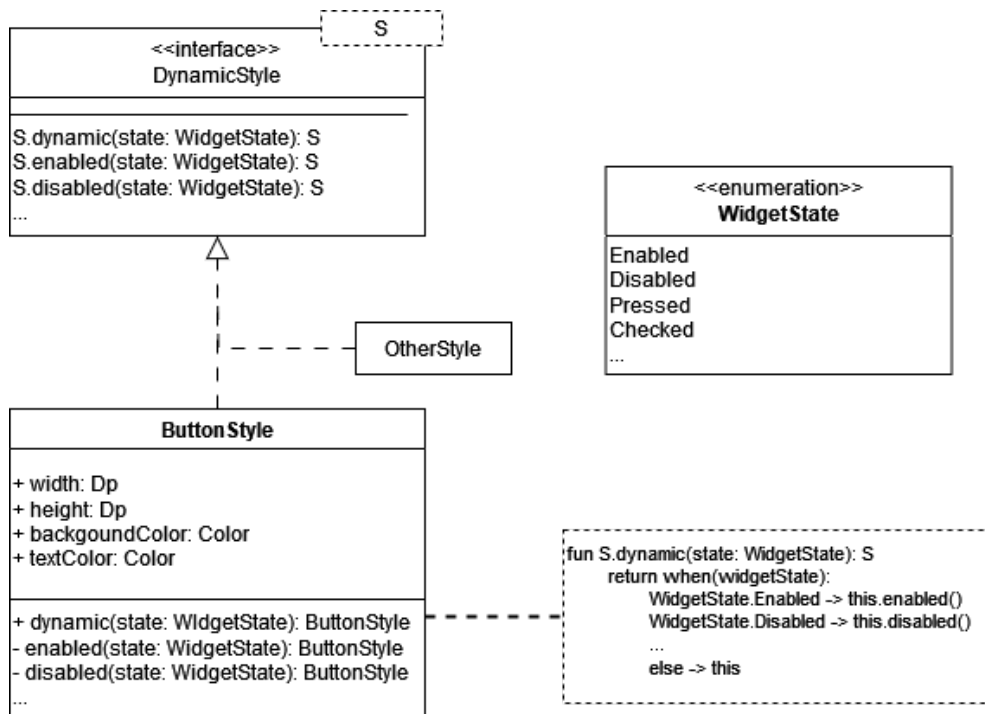 S
<<interface>>
DynamicStyle
S.dynamic(state: WidgetState): S
S.enabled(state: WidgetState): S
S.disabled(state: WidgetState): S
...
<<enumeration>>
WidgetState
Enabled
Disabled
Pressed
Checked
...
OtherStyle
ButtonStyle
+ width: Dp
+ height: Dp
+ backgoundColor: Color
+ textColor: Color
+ dynamic(state: WIdgetState): ButtonStyle
- enabled(state: WidgetState): ButtonStyle
- disabled(state: WidgetState): ButtonStyle
...
fun S.dynamic(state: WidgetState): S
return when(widgetState):
WidgetState.Enabled -> this.enabled()
WidgetState.Disabled -> this.disabled()
...
else -> this